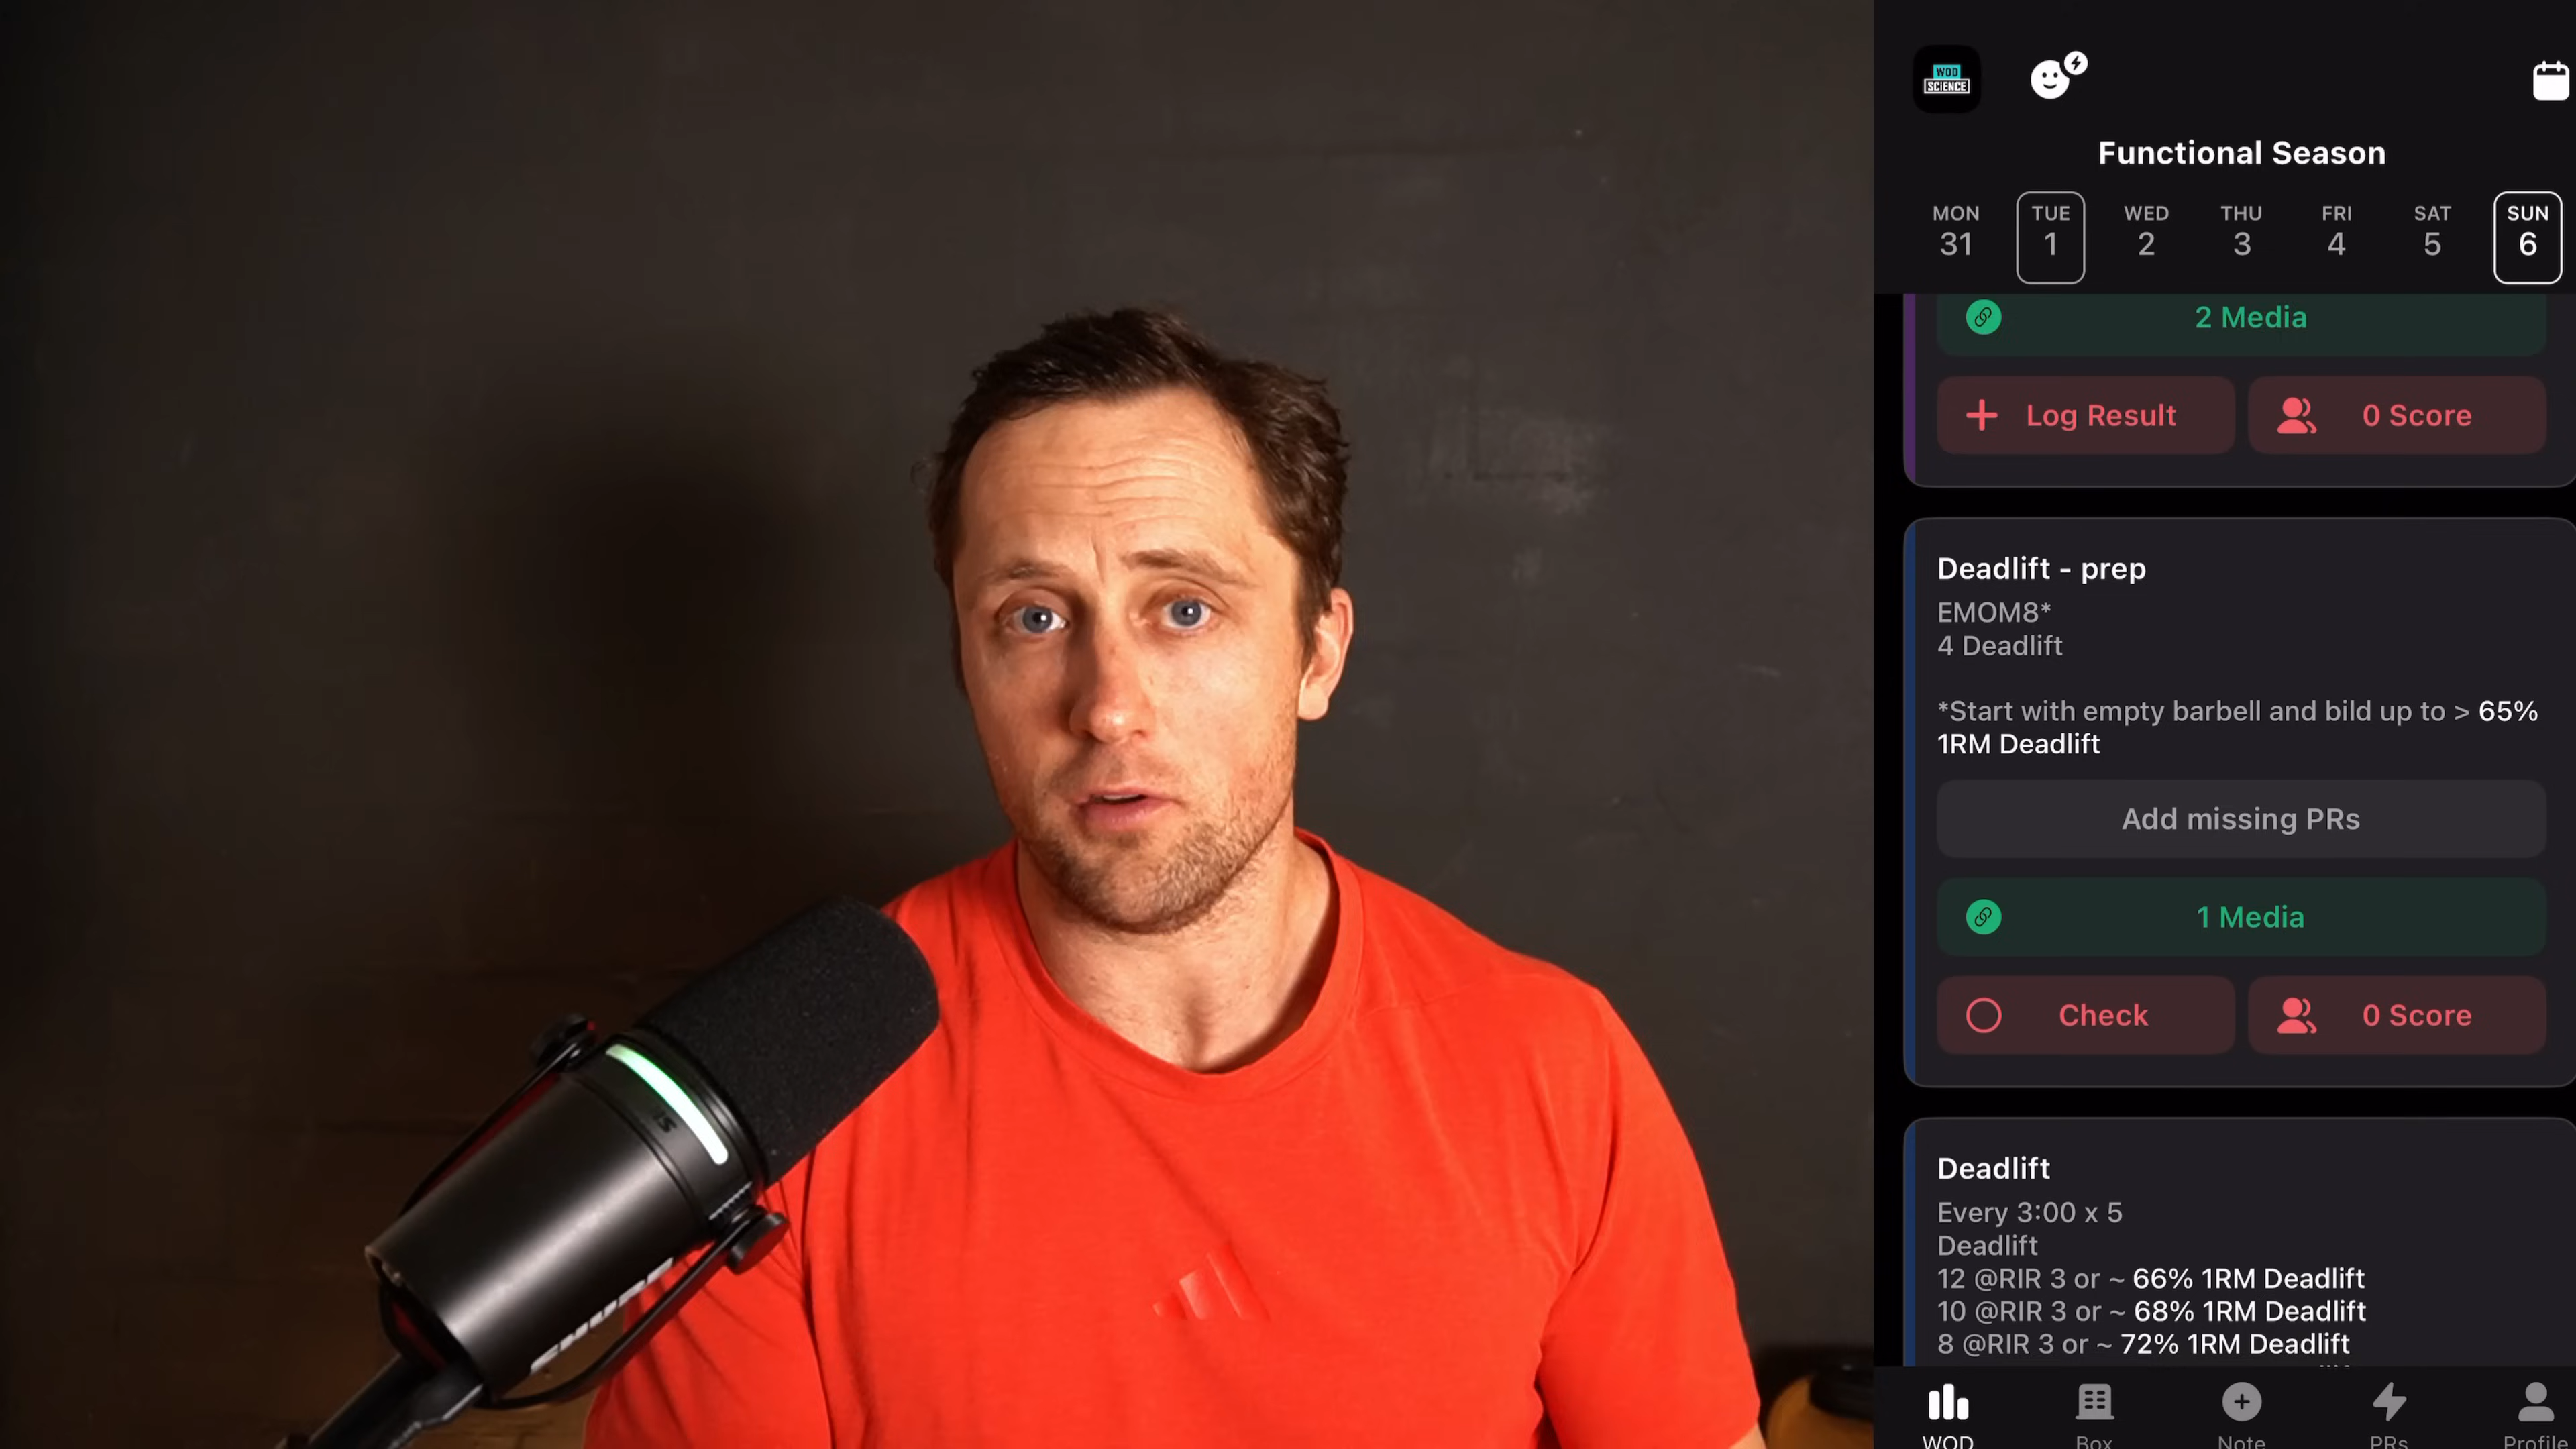 WOD
SCIENCE
Functional Season
MON TUE WED THU FRI SAT SUN
31 1 2 3 4 5 6
2 Media
Log Result 0 Score
Deadlift - prep
EMOM8*
4 Deadlift
*Start with empty barbell and bild up to > 65%
1RM Deadlift
Add missing PRs
1 Media
Check 0 Score
Deadlift
Every 3:00 x 5
Deadlift
12 @RIR 3 or ~ 66% 1RM Deadlift
10 @RIR 3 or ~ 68% 1RM Deadlift
8 @RIR 3 or ~ 72% 1RM Deadlift
WOD Box Note PRs Profile
SHURE